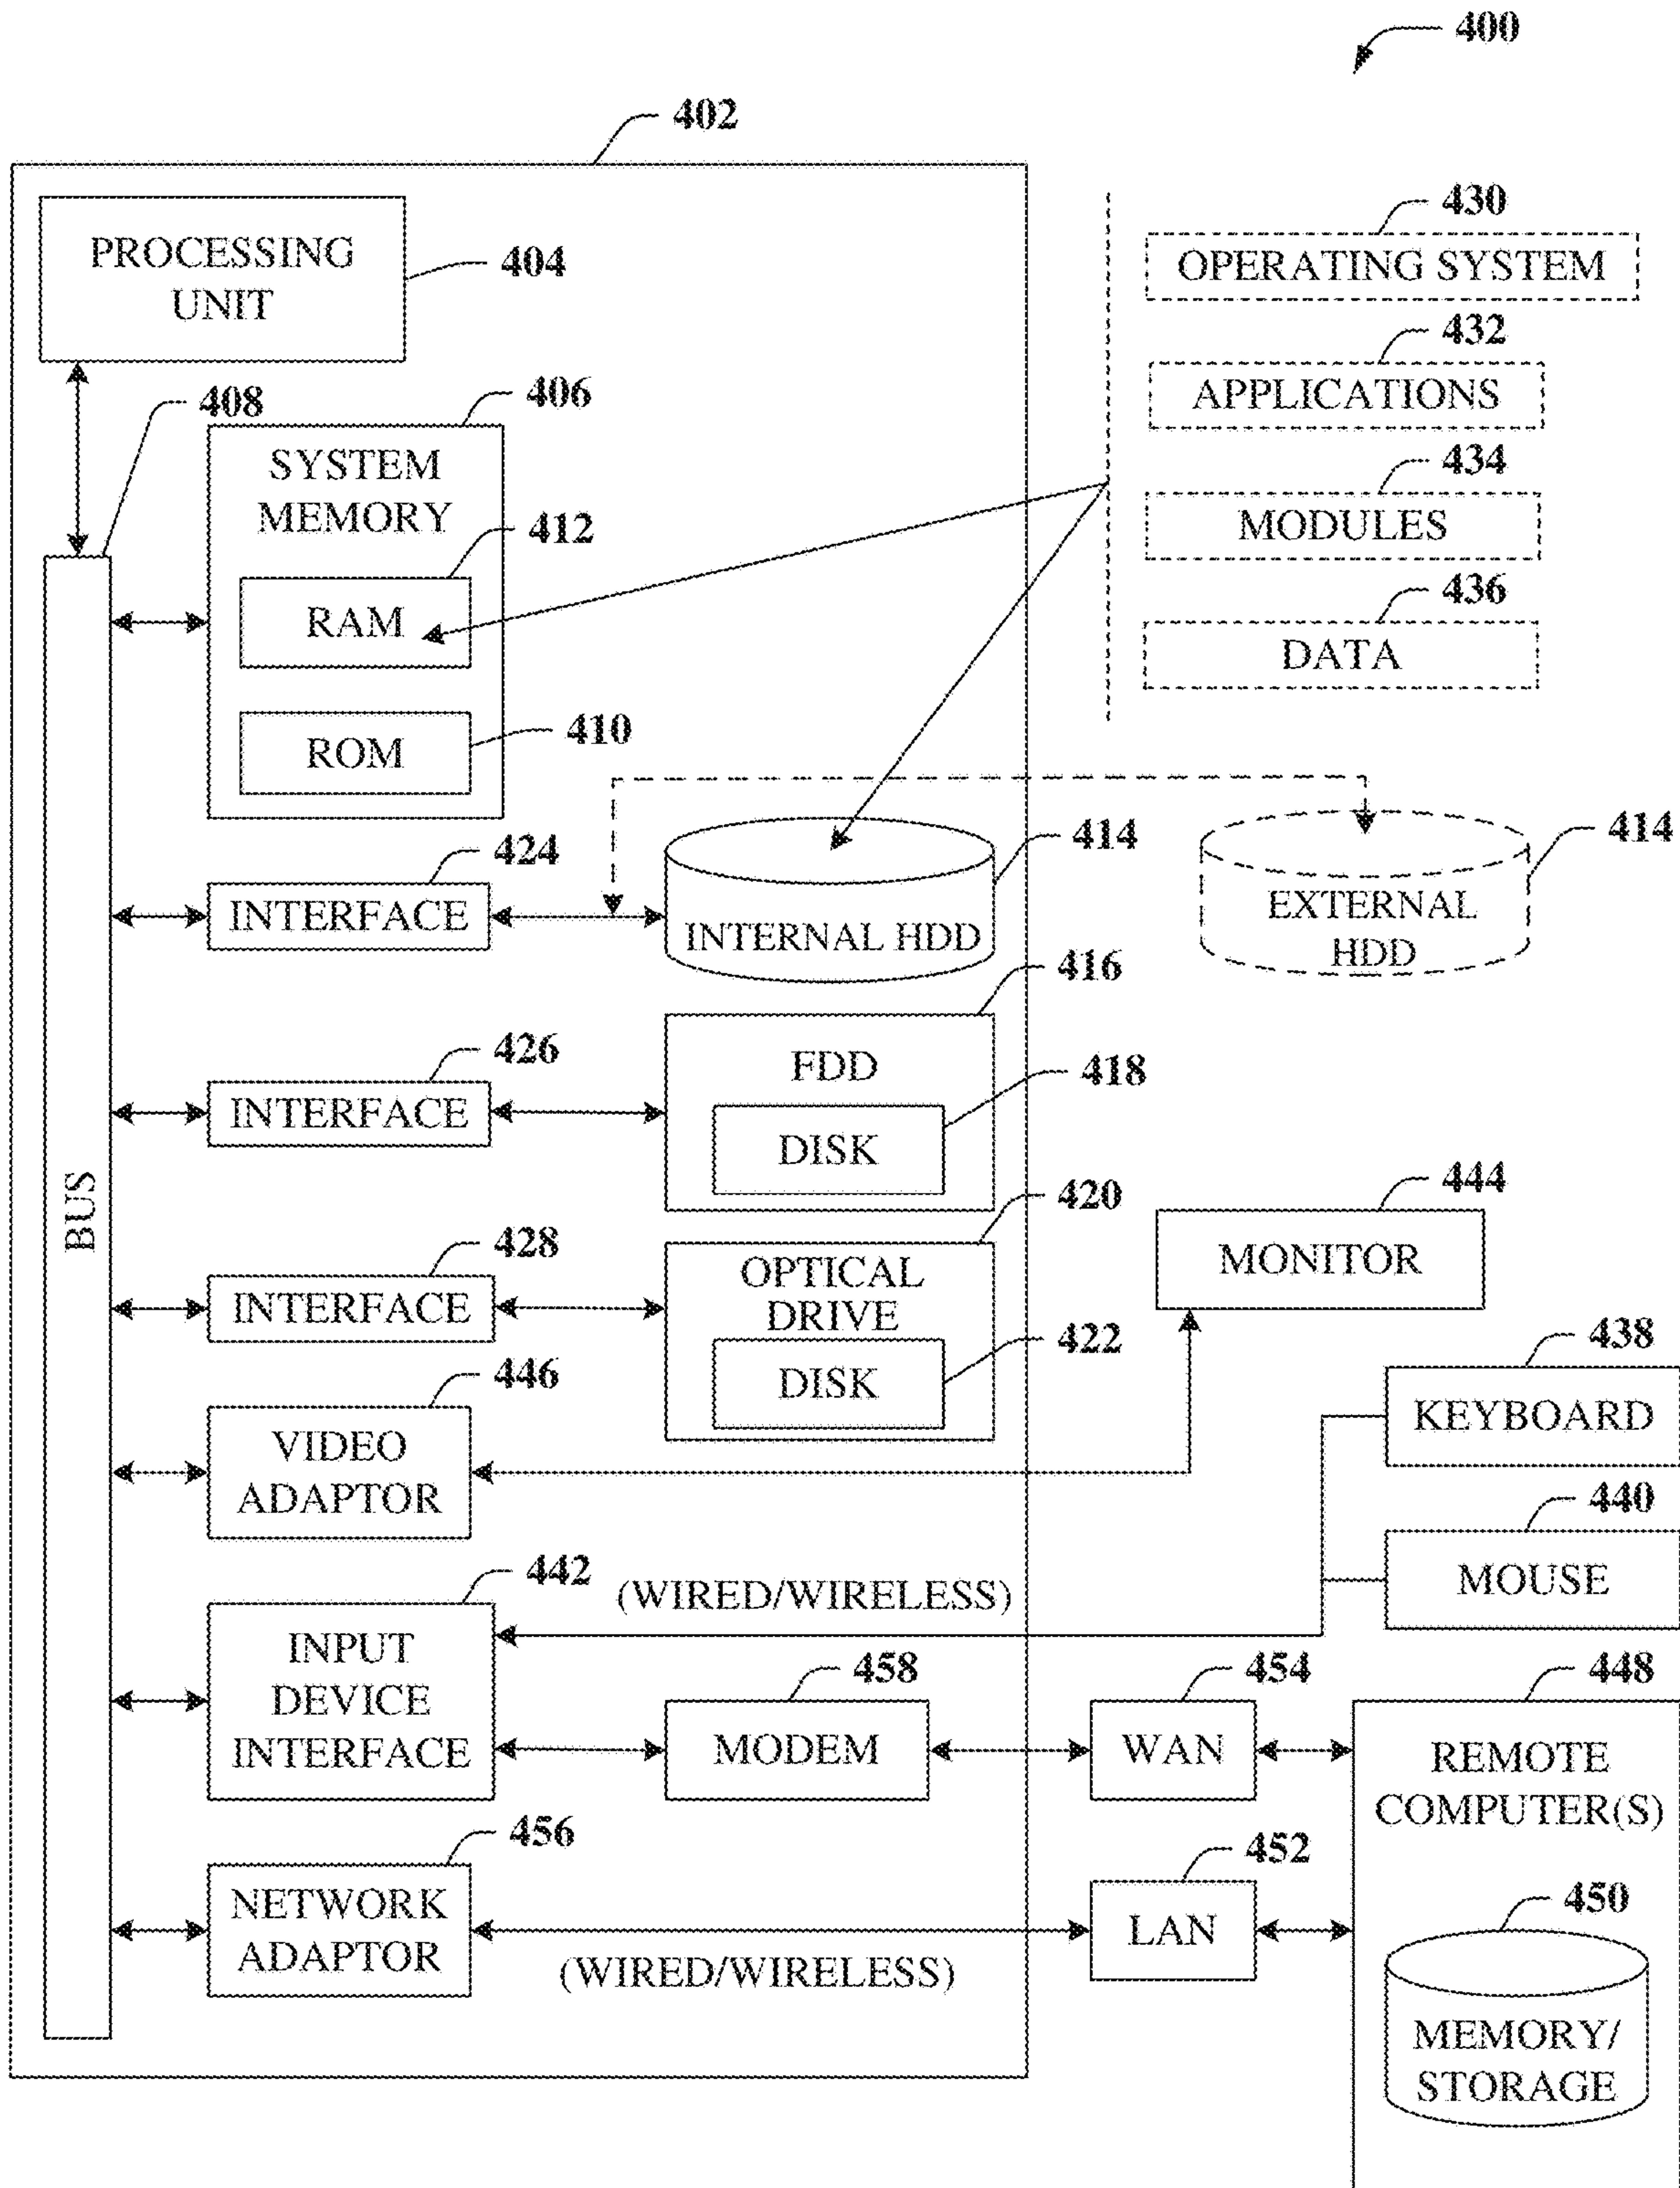 400
402
PROCESSING
UNIT
404
408
406
SYSTEM
MEMORY
412
RAM
410
ROM
430
OPERATING SYSTEM
432
APPLICATIONS
434
MODULES
436
DATA
424
INTERFACE
414
INTERNAL HDD
414
EXTERNAL
HDD
416
426
INTERFACE
FDD
418
DISK
BUS
420
428
INTERFACE
OPTICAL
DRIVE
422
DISK
444
MONITOR
446
VIDEO
ADAPTOR
438
KEYBOARD
440
MOUSE
442
(WIRED/WIRELESS)
INPUT
DEVICE
INTERFACE
458
MODEM
454
WAN
448
REMOTE
COMPUTER(S)
456
NETWORK
ADAPTOR
(WIRED/WIRELESS)
452
LAN
450
MEMORY/
STORAGE